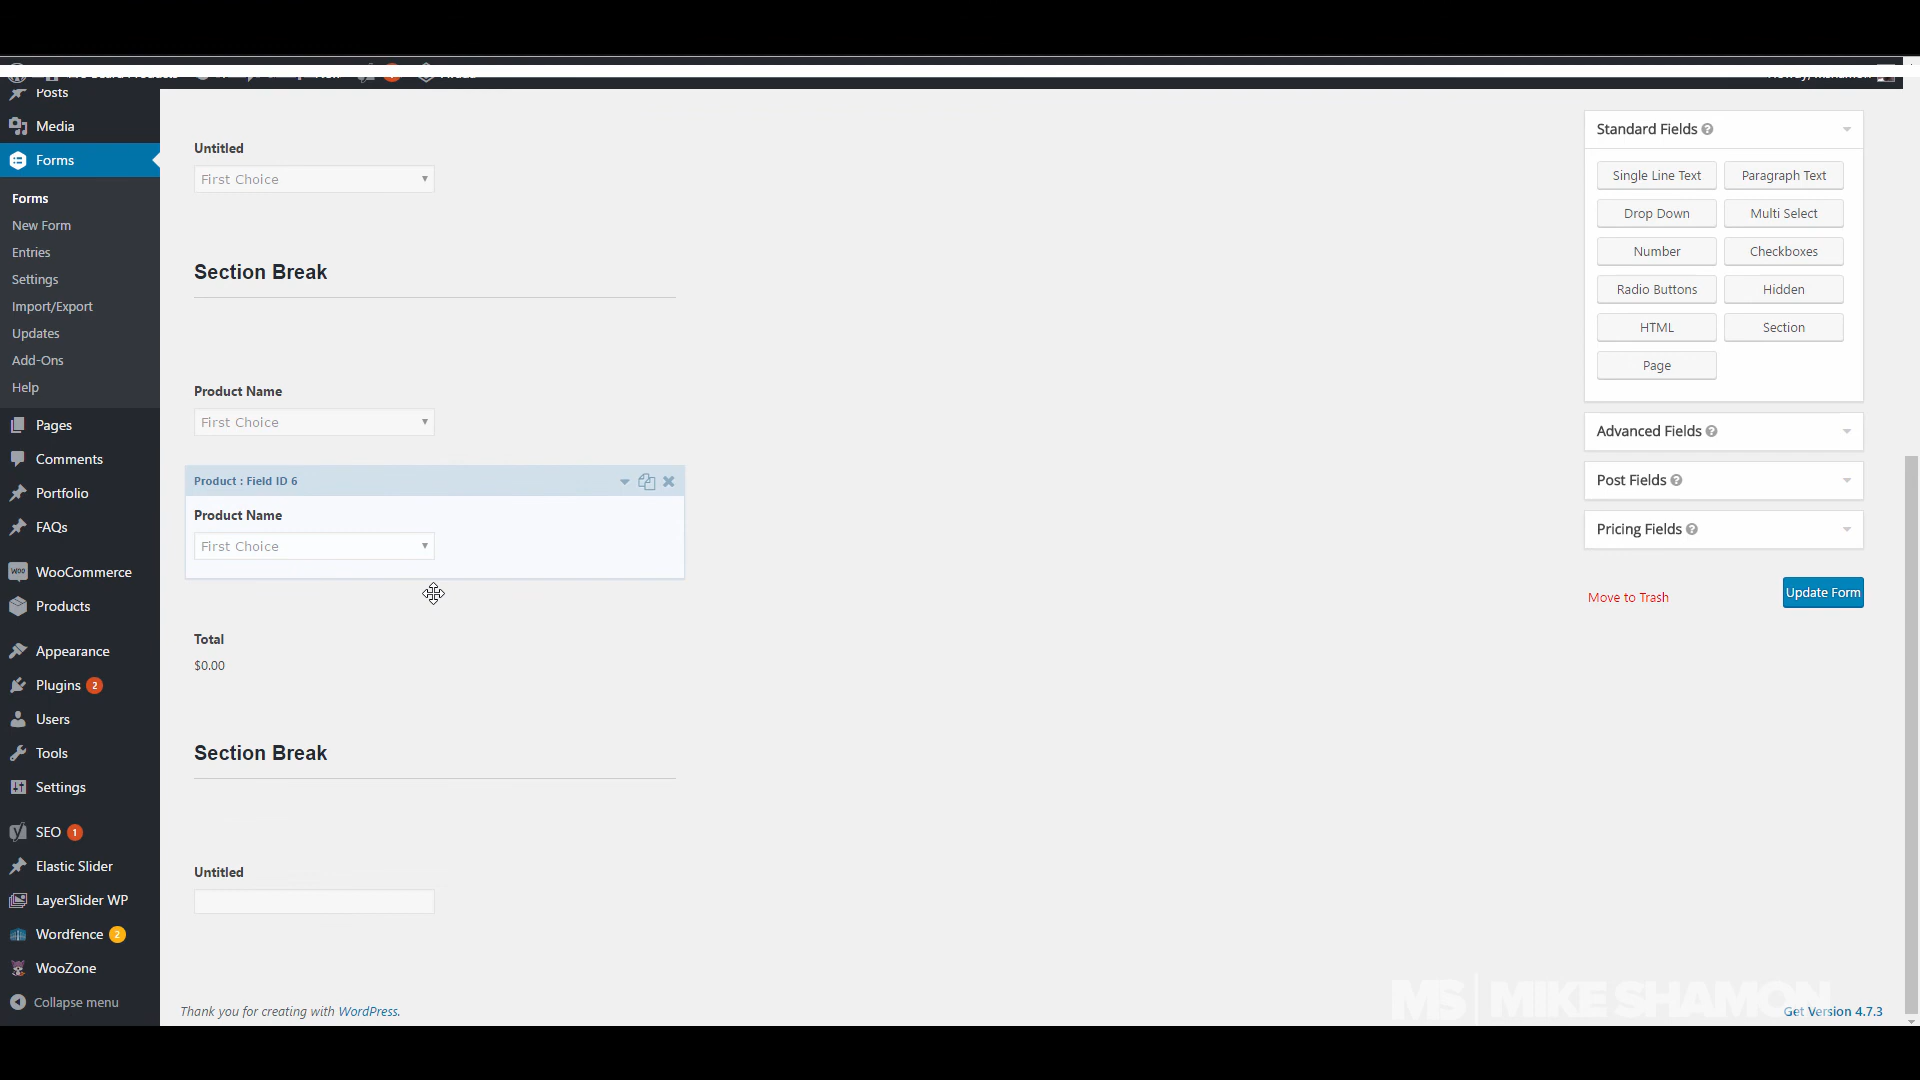 Posts
Media
Forms
Forms
New Form
Entries
Settings
Import/Export
Updates
Add-Ons
Help
Pages
Comments
Portfolio
FAQs
WooCommerce
Products
Appearance
Plugins 2
Users
Tools
Settings
SEO 1
Elastic Slider
LayerSlider WP
Wordfence 2
WooZone
Collapse menu
Untitled
First Choice
Section Break
Product Name
First Choice
Product : Field ID 6
Product Name
First Choice
Total
$0.00
Section Break
Untitled
Thank you for creating with WordPress.
Standard Fields
Single Line Text Paragraph Text
Drop Down Multi Select
Number Checkboxes
Radio Buttons Hidden
HTML Section
Page
Advanced Fields
Post Fields
Pricing Fields
Move to Trash Update Form
MS MIKE SHAMON
Get Version 4.7.3